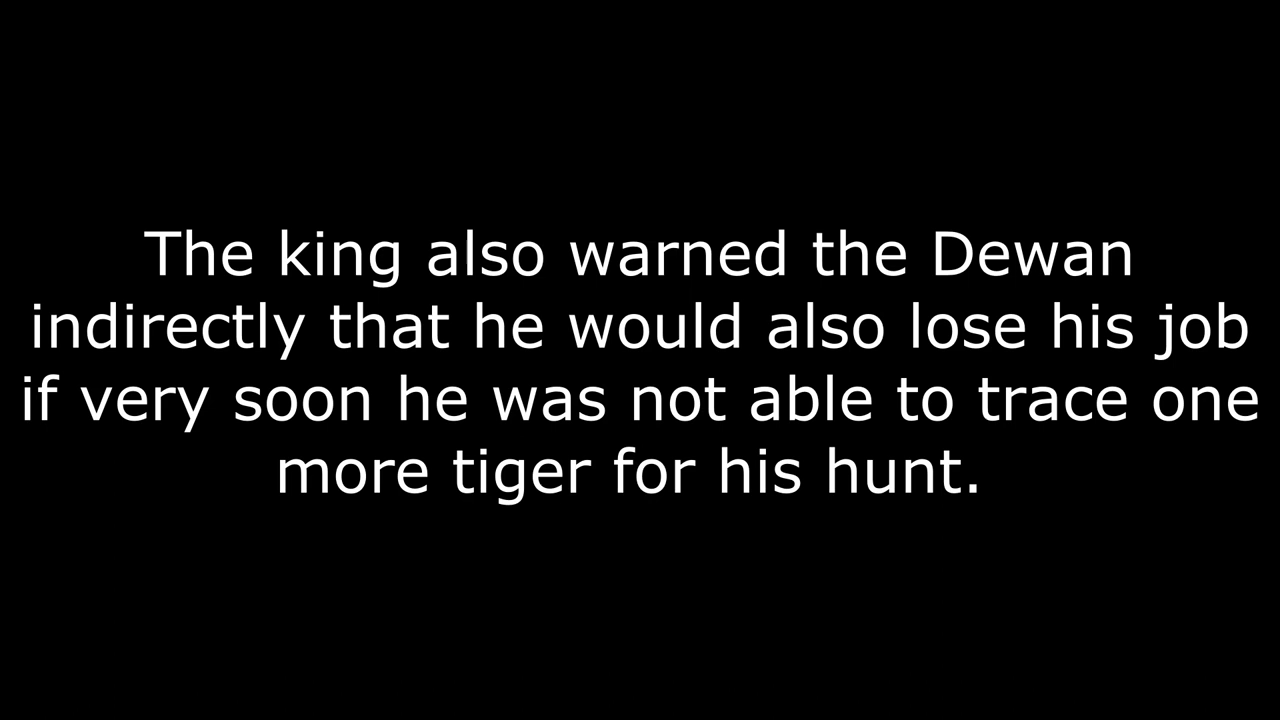 The king also warned the Dewan
indirectly that he would also lose his job
if very soon he was not able to trace one
more tiger for his hunt.